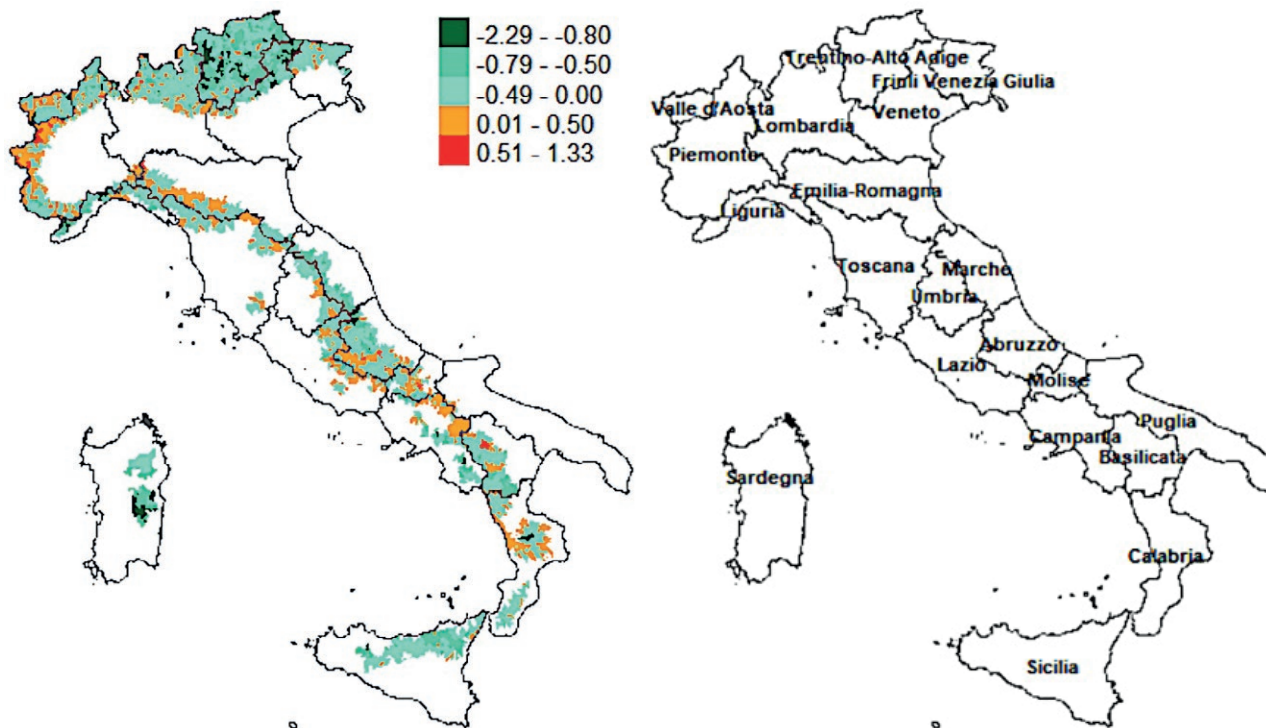 -2.29 - -0.80
-0.79 - -0.50
-0.49 - 0.00
0.01 - 0.50
0.51 - 1.33
Trentino-Alto Adige
Friuli Venezia Giulia
Valle d'Aosta
Veneto
Lombardia
Piemonte
Emilia-Romagna
Liguria
Toscana
Marche
Umbria
Abruzzo
Lazio
Molise
Puglia
Campania
Basilicata
Sardegna
Calabria
Sicilia